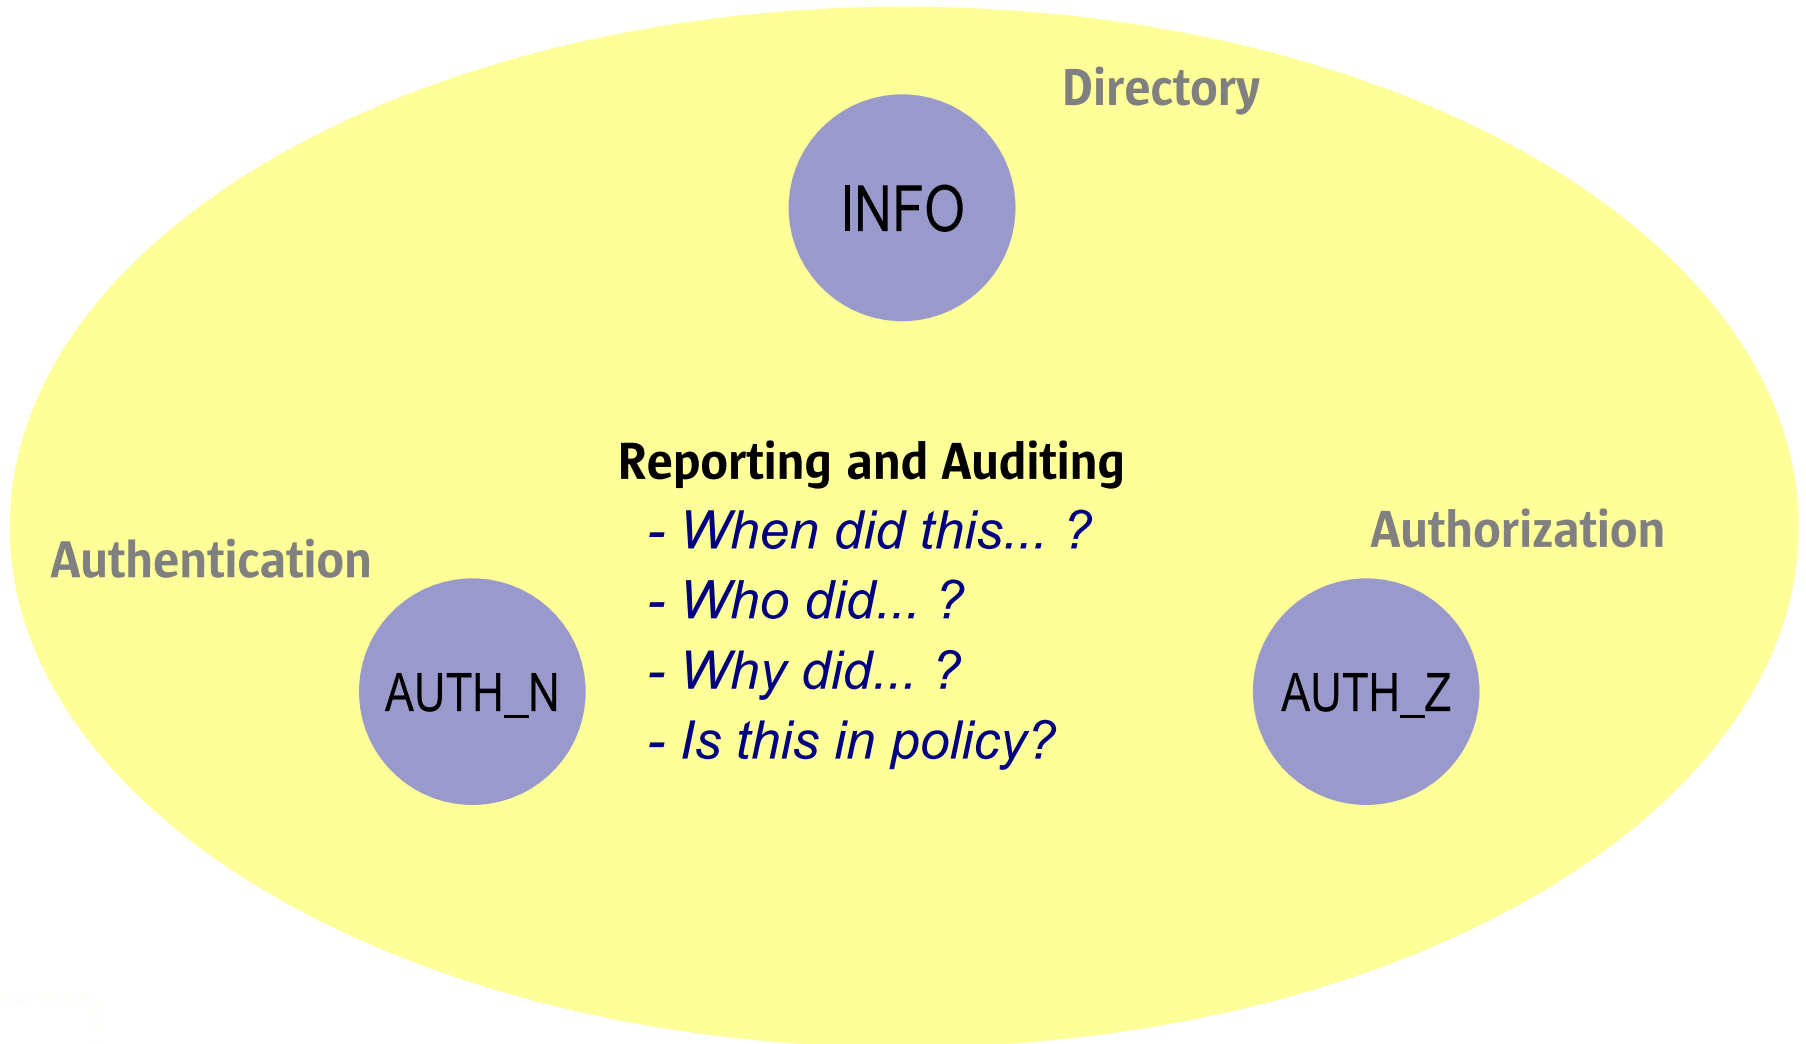 Directory
INFO
Reporting and Auditing
- When did this... ?
- Who did... ?
- Why did... ?
- Is this in policy?
Authentication
AUTH_N
Authorization
AUTH_Z